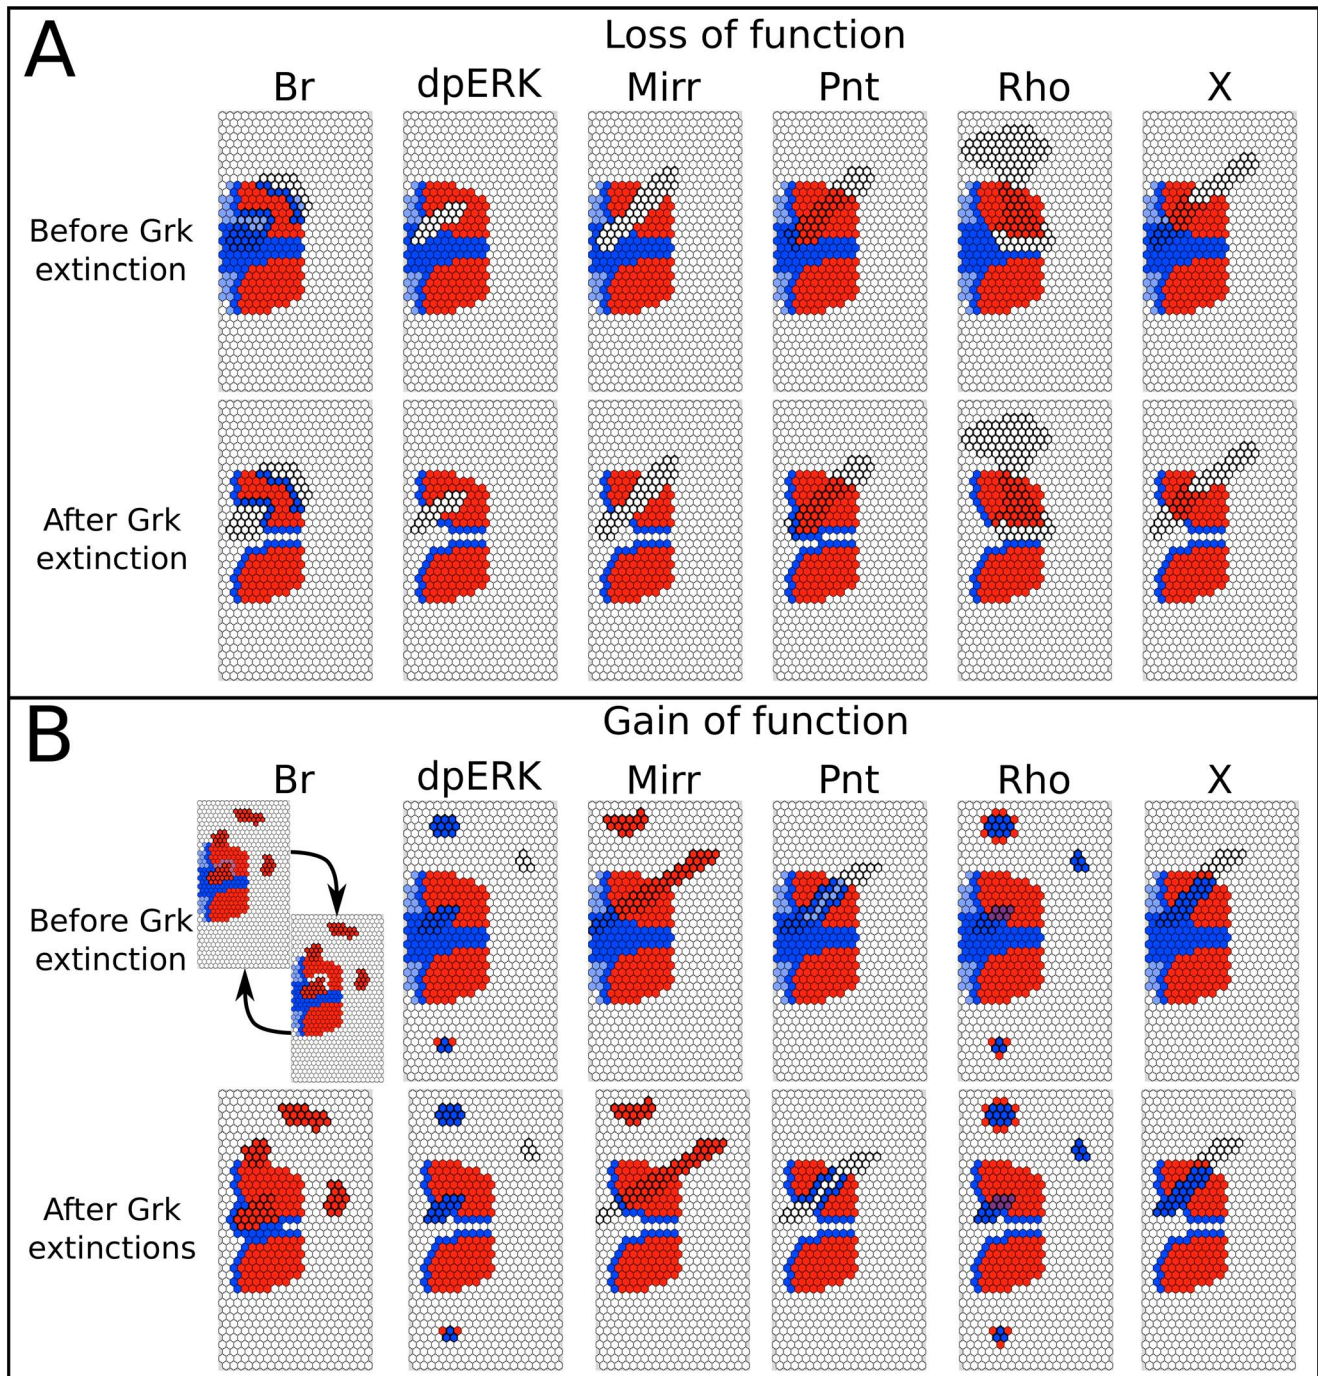 A
Loss of function
Br dpERK Mirr Pnt Rho X
Before Grk
extinction
After Grk
extinction
B
Gain of function
Br dpERK Mirr Pnt Rho X
Before Grk
extinction
After Grk
extinctions